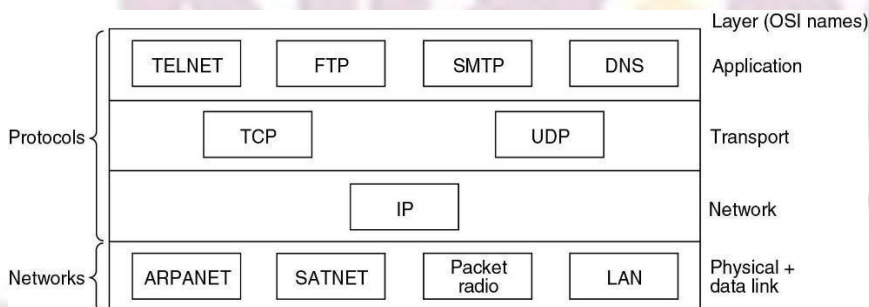 Layer (OSI names)
TELNET FTP SMTP DNS Application
Protocols TCP UDP Transport
IP Network
Networks ARPANET SATNET Packet radio LAN Physical + data link